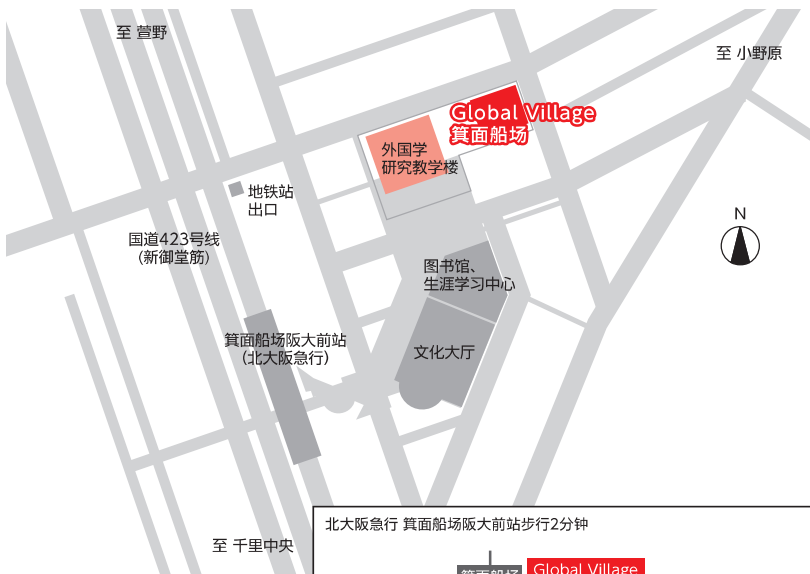 至 萱野
至 小野原
Global Village
箕面船场
外国学
研究教学楼
地铁站
出口
N
国道423号线
(新御堂筋)
图书馆、
生涯学习中心
箕面船场阪大前站
(北大阪急行)
文化大厅
至 千里中央
北大阪急行 箕面船场阪大前站步行2分钟
箕面船场
Global Village